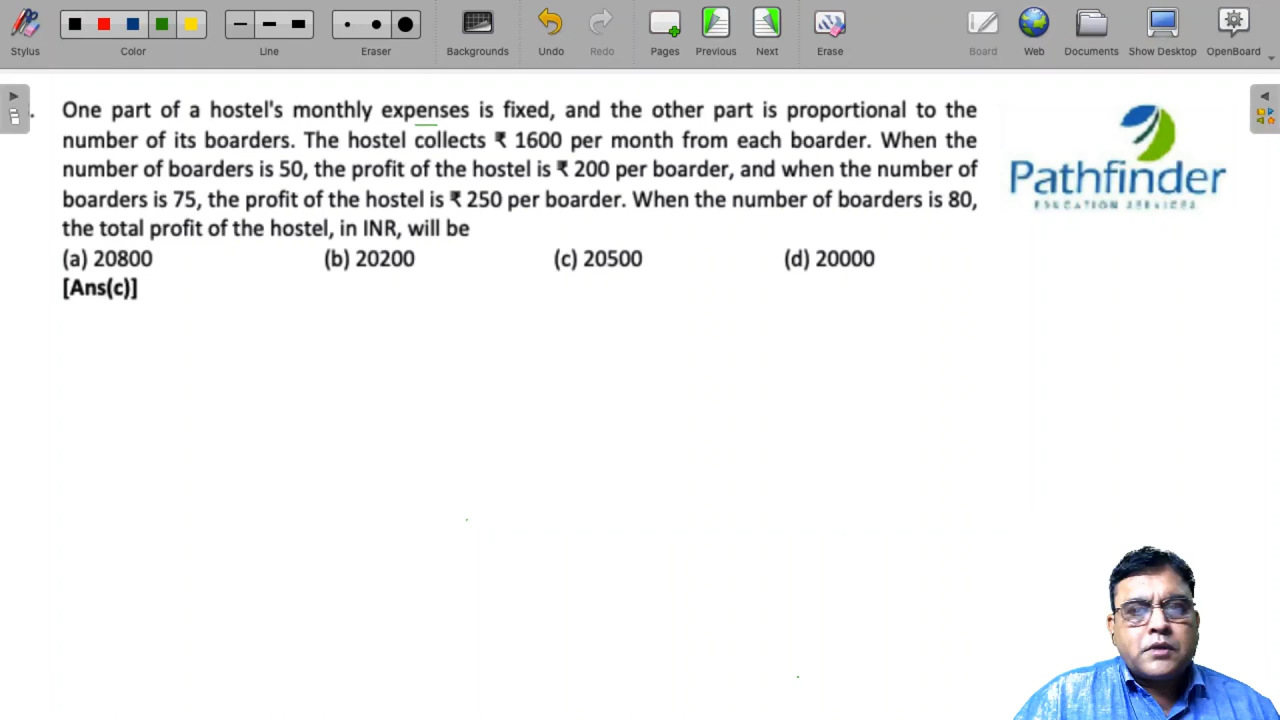 Stylus
Color
Line
Eraser
Backgrounds
Undo
Redo
Pages
Previous
Next
Erase
Board
Web
Documents
Show Desktop
OpenBoard
. One part of a hostel's monthly expenses is fixed, and the other part is proportional to the
number of its boarders. The hostel collects ₹ 1600 per month from each boarder. When the
number of boarders is 50, the profit of the hostel is ₹ 200 per boarder, and when the number of
boarders is 75, the profit of the hostel is ₹ 250 per boarder. When the number of boarders is 80,
the total profit of the hostel, in INR, will be
(a) 20800 (b) 20200 (c) 20500 (d) 20000
[Ans(c)]
Pathfinder
EDUCATION SERVICES